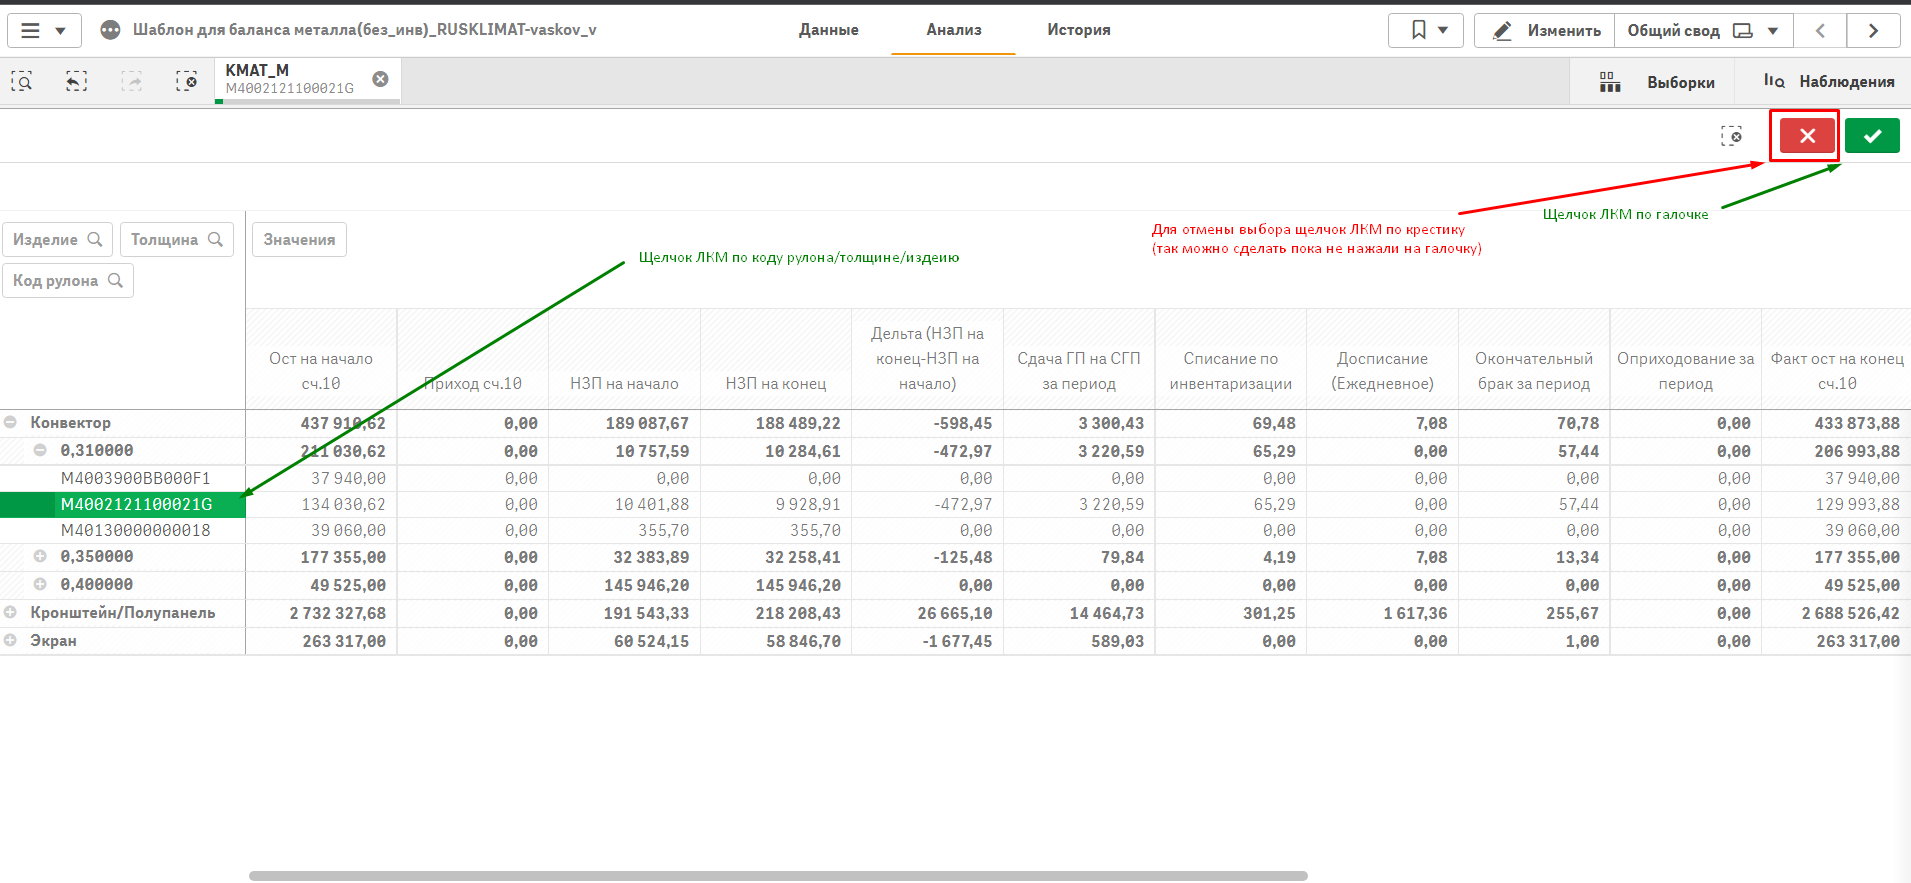 Шаблон для баланса металла(без_инв)_RUSKLIMAT-vaskov_v
Данные
Анализ
История
Изменить
Общий свод
KMAT_M
M4002121100021G
Выборки
Наблюдения
Щелчок ЛКМ по галочке
Для отмены выбора щелчок ЛКМ по крестику
(так можно сделать пока не нажали на галочку)
Изделие
Толщина
Значения
Щелчок ЛКМ по коду рулона/толщине/издеию
Код рулона
Ост на начало сч.10
Приход сч.10
НЗП на начало
НЗП на конец
Дельта (НЗП на конец-НЗП на начало)
Сдача ГП на СГП за период
Списание по инвентаризации
Досписание (Ежедневное)
Окончательный брак за период
Оприходование за период
Факт ост на конец сч.10
Конвектор 437 910,62 0,00 189 087,67 188 489,22 -598,45 3 300,43 69,48 7,08 70,78 0,00 433 873,88
0,310000 211 030,62 0,00 10 757,59 10 284,61 -472,97 3 220,59 65,29 0,00 57,44 0,00 206 993,88
M4003900BB000F1 37 940,00 0,00 0,00 0,00 0,00 0,00 0,00 0,00 0,00 0,00 37 940,00
M4002121100021G 134 030,62 0,00 10 401,88 9 928,91 -472,97 3 220,59 65,29 0,00 57,44 0,00 129 993,88
M40130000000018 39 060,00 0,00 355,70 355,70 0,00 0,00 0,00 0,00 0,00 0,00 39 060,00
0,350000 177 355,00 0,00 32 383,89 32 258,41 -125,48 79,84 4,19 7,08 13,34 0,00 177 355,00
0,400000 49 525,00 0,00 145 946,20 145 946,20 0,00 0,00 0,00 0,00 0,00 0,00 49 525,00
Кронштейн/Полупанель 2 732 327,68 0,00 191 543,33 218 208,43 26 665,10 14 464,73 301,25 1 617,36 255,67 0,00 2 688 526,42
Экран 263 317,00 0,00 60 524,15 58 846,70 -1 677,45 589,03 0,00 0,00 1,00 0,00 263 317,00